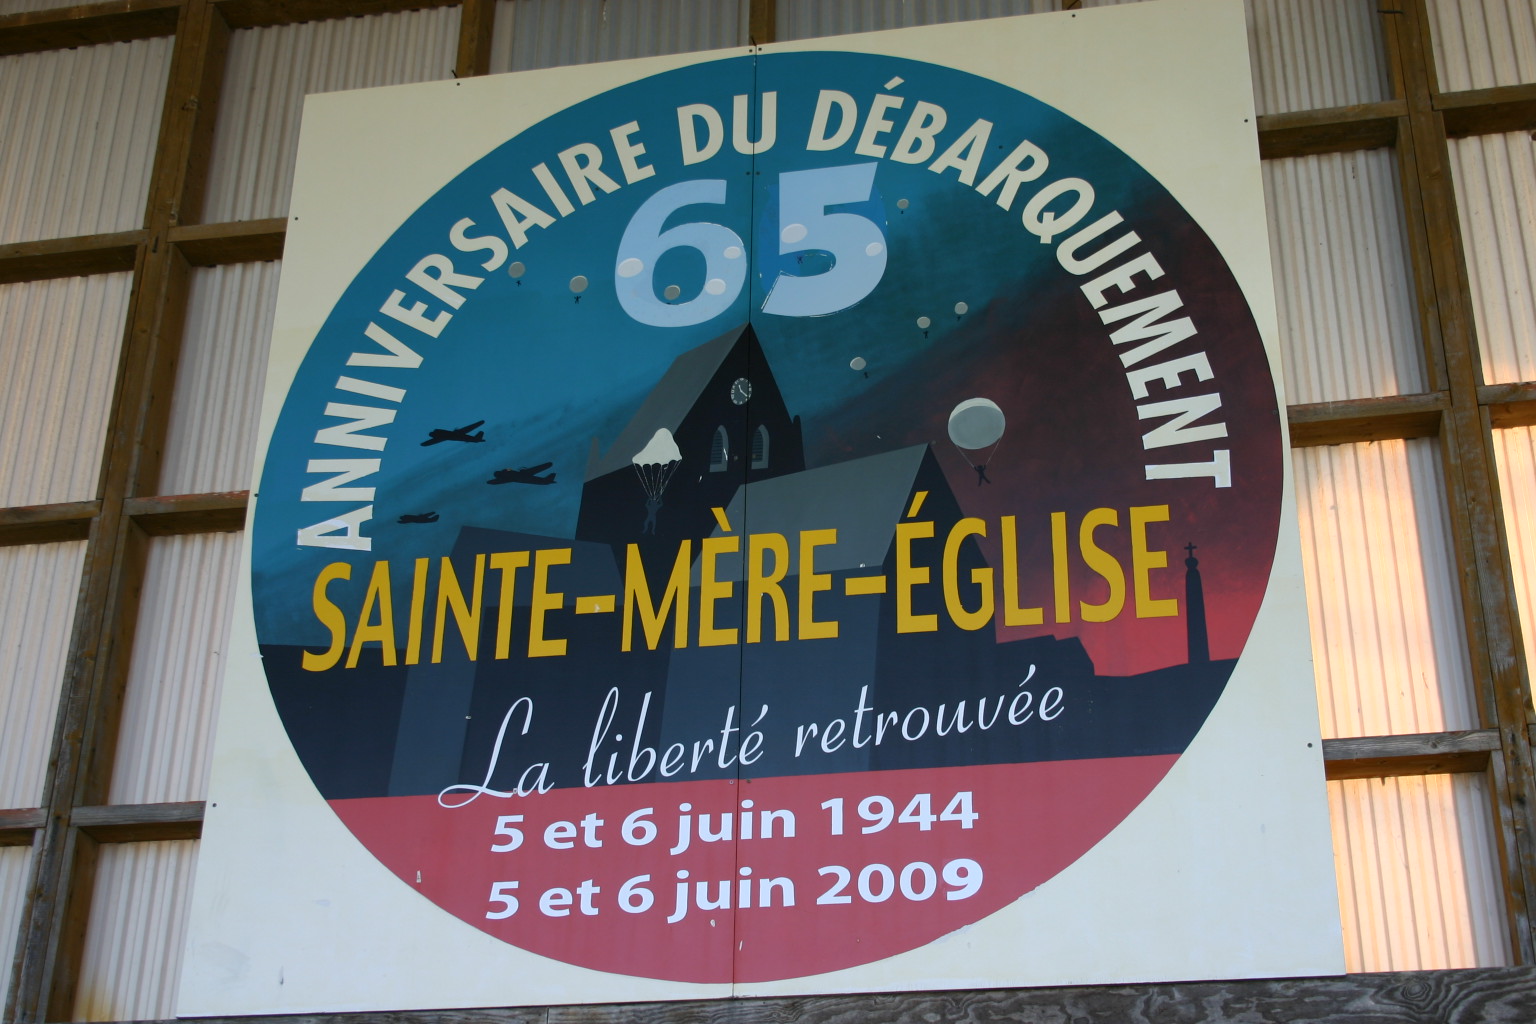 ANNIVERSAIRE DU DÉBARQUEMENT
65
SAINTE-MÈRE-ÉGLISE
La liberté retrouvée
5 et 6 juin 1944
5 et 6 juin 2009